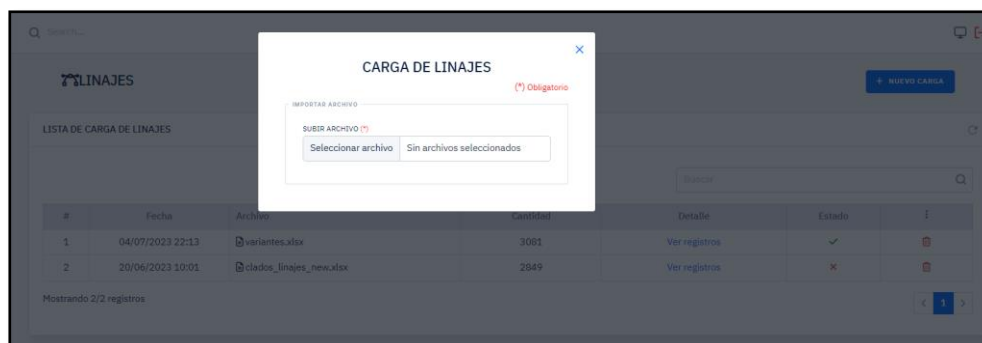 Search...
CARGA DE LINAJES
(*) Obligatorio
LINAJES
+ NUEVO CARGA
IMPORTAR ARCHIVO
SUBIR ARCHIVO (*)
LISTA DE CARGA DE LINAJES
Seleccionar archivo Sin archivos seleccionados
Buscar
# Fecha Archivo Cantidad Detalle Estado
1 04/07/2023 22:13 variantes.xlsx 3081 Ver registros
2 20/06/2023 10:01 clados_linajes_new.xlsx 2849 Ver registros
Mostrando 2/2 registros
1